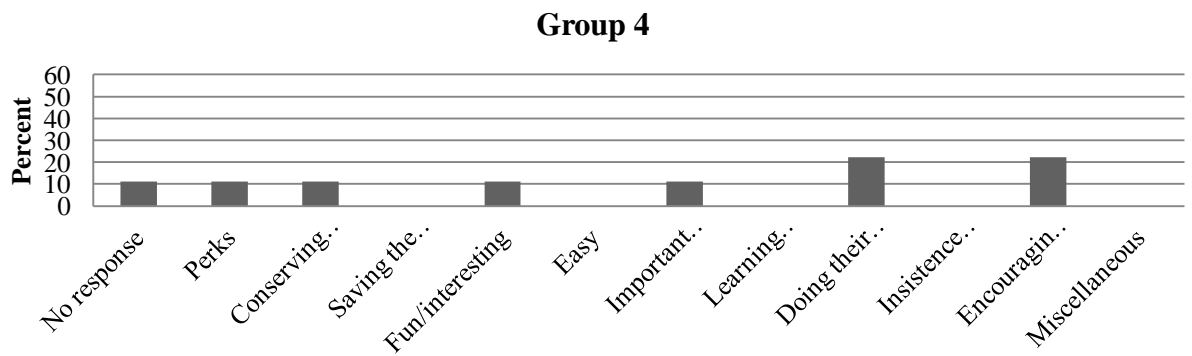 Group 4
Percent
60
50
40
30
20
10
0
No response
Perks
Conserving..
Saving the..
Fun/interesting
Easy
Important..
Learning..
Doing their..
Insistence..
Encouragin..
Miscellaneous